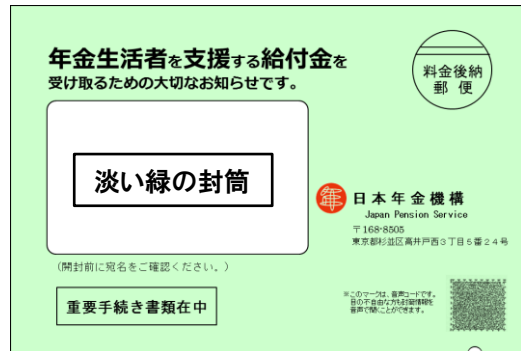 年金生活者を支援する給付金を
受け取るための大切なお知らせです。
料金後納
郵便
淡い緑の封筒
日本年金機構
Japan Pension Service
〒168-8505
東京都杉並区高井戸西3丁目5番24号
(開封前に宛名をご確認ください。)
重要手続き書類在中
※このマークは、音声コードです。
目の不自由な方も封筒情報を
音声で聞くことができます。